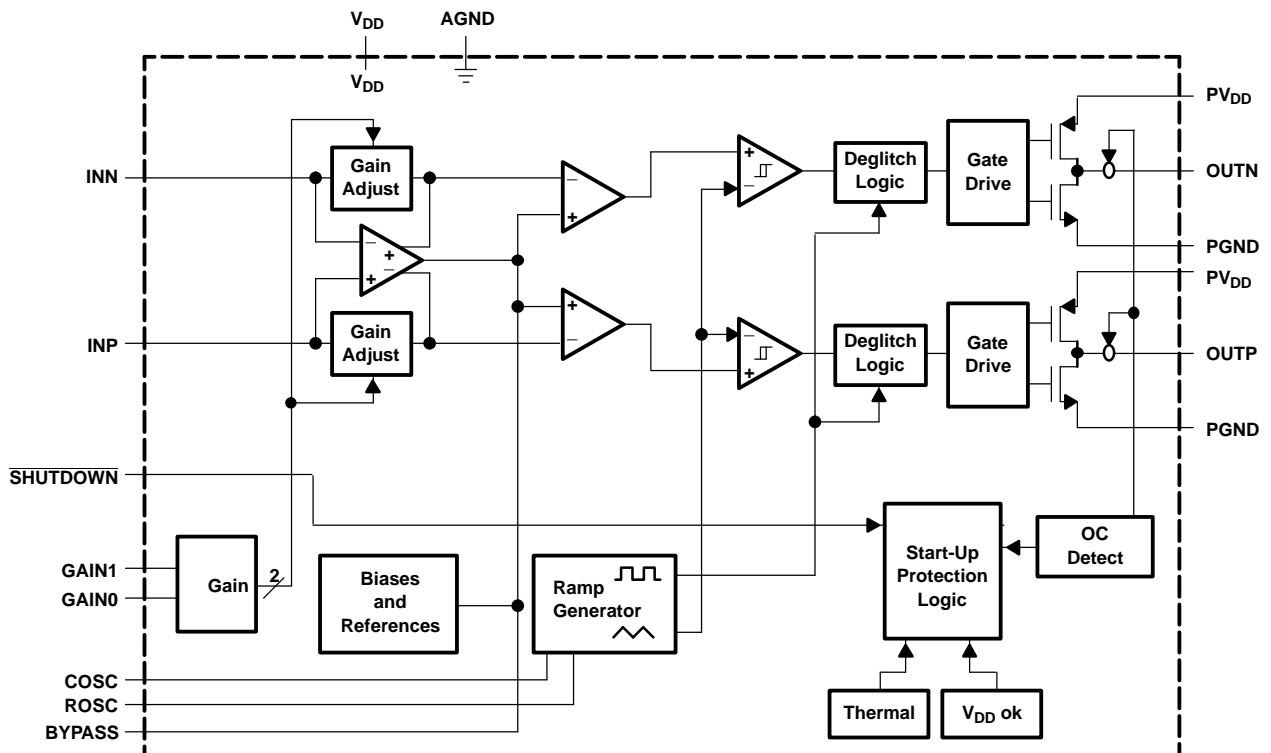 VDD AGND
VDD
PVDD
INN
Gain
Adjust
Deglitch
Logic
Gate
Drive
OUTN
PGND
PVDD
INP
Gain
Adjust
Deglitch
Logic
Gate
Drive
OUTP
PGND
SHUTDOWN
GAIN1
GAIN0
Gain
2
Biases
and
References
Ramp
Generator
Start-Up
Protection
Logic
OC
Detect
COSC
ROSC
BYPASS
Thermal
VDD ok